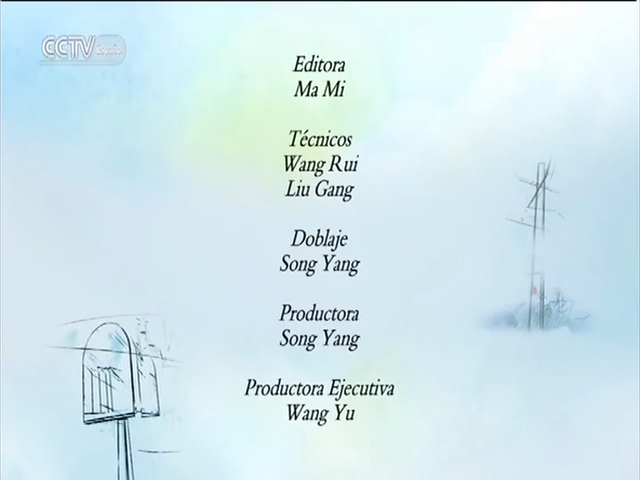 CCTV Español
Editora
Ma Mi
Técnicos
Wang Rui
Liu Gang
Doblaje
Song Yang
Productora
Song Yang
Productora Ejecutiva
Wang Yu